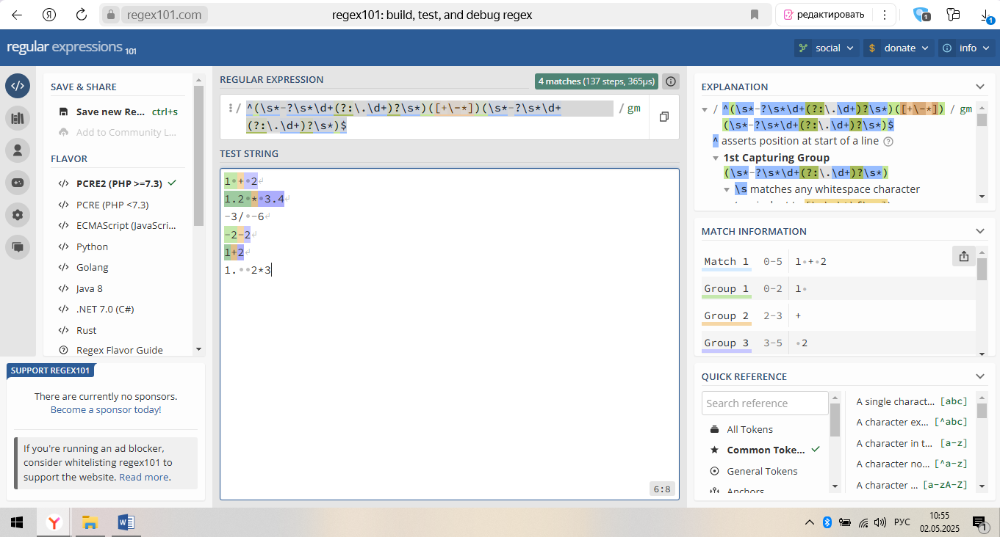 Я
regex101.com
regex101: build, test, and debug regex
редактировать
1
1
regular expressions 101
social
donate
info
SAVE & SHARE
Save new Re... ctrl+s
Add to Community L...
FLAVOR
PCRE2 (PHP >=7.3)
PCRE (PHP <7.3)
ECMAScript (JavaScri...
Python
Golang
Java 8
.NET 7.0 (C#)
Rust
Regex Flavor Guide
SUPPORT REGEX101
There are currently no sponsors.
Become a sponsor today!
If you're running an ad blocker,
consider whitelisting regex101 to
support the website. Read more.
REGULAR EXPRESSION
4 matches (137 steps, 365μs)
/ ^(\s*-?\s*\d+(?:\.\d+)?\s*)([+\-*])(\s*-?\s*\d+ / gm
(?:\.\d+)?\s*)$
TEST STRING
1 + 2
1.2 * 3.4
-3/ -6
-2-2
1+2
1.  2*3
6:8
EXPLANATION
/ ^(\s*-?\s*\d+(?:\.\d+)?\s*)([+\-*]) / gm
(\s*-?\s*\d+(?:\.\d+)?\s*)$
^ asserts position at start of a line
1st Capturing Group
(\s*-?\s*\d+(?:\.\d+)?\s*)
\s matches any whitespace character
MATCH INFORMATION
Match 1 0-5 1 + 2
Group 1 0-2 1
Group 2 2-3 +
Group 3 3-5 2
QUICK REFERENCE
Search reference
All Tokens
Common Toke...
General Tokens
Anchors
A single charact... [abc]
A character ex... [^abc]
A character in t... [a-z]
A character no... [^a-z]
A character ... [a-zA-Z]
РУС
10:55
02.05.2025
1